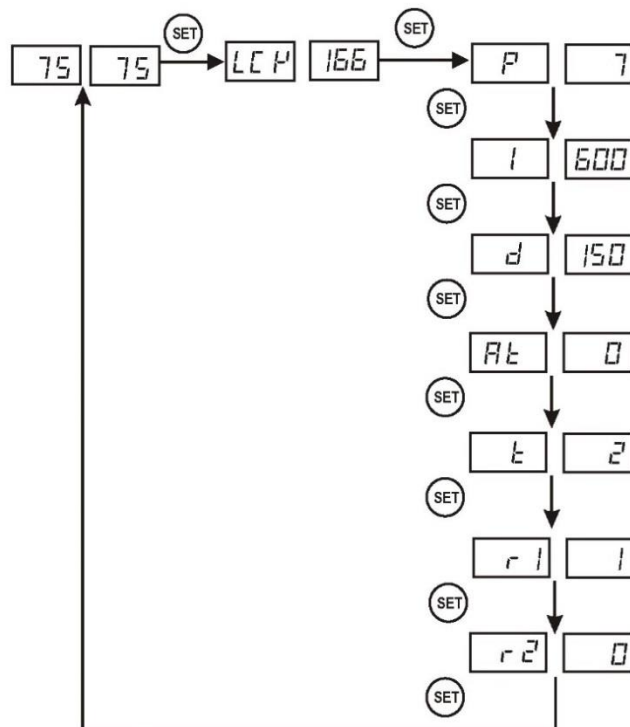 SET SET
75 75 LCK 166 P 7
SET
I 600
SET
d 150
SET
At 0
SET
t 2
SET
r1 1
SET
r2 0
SET